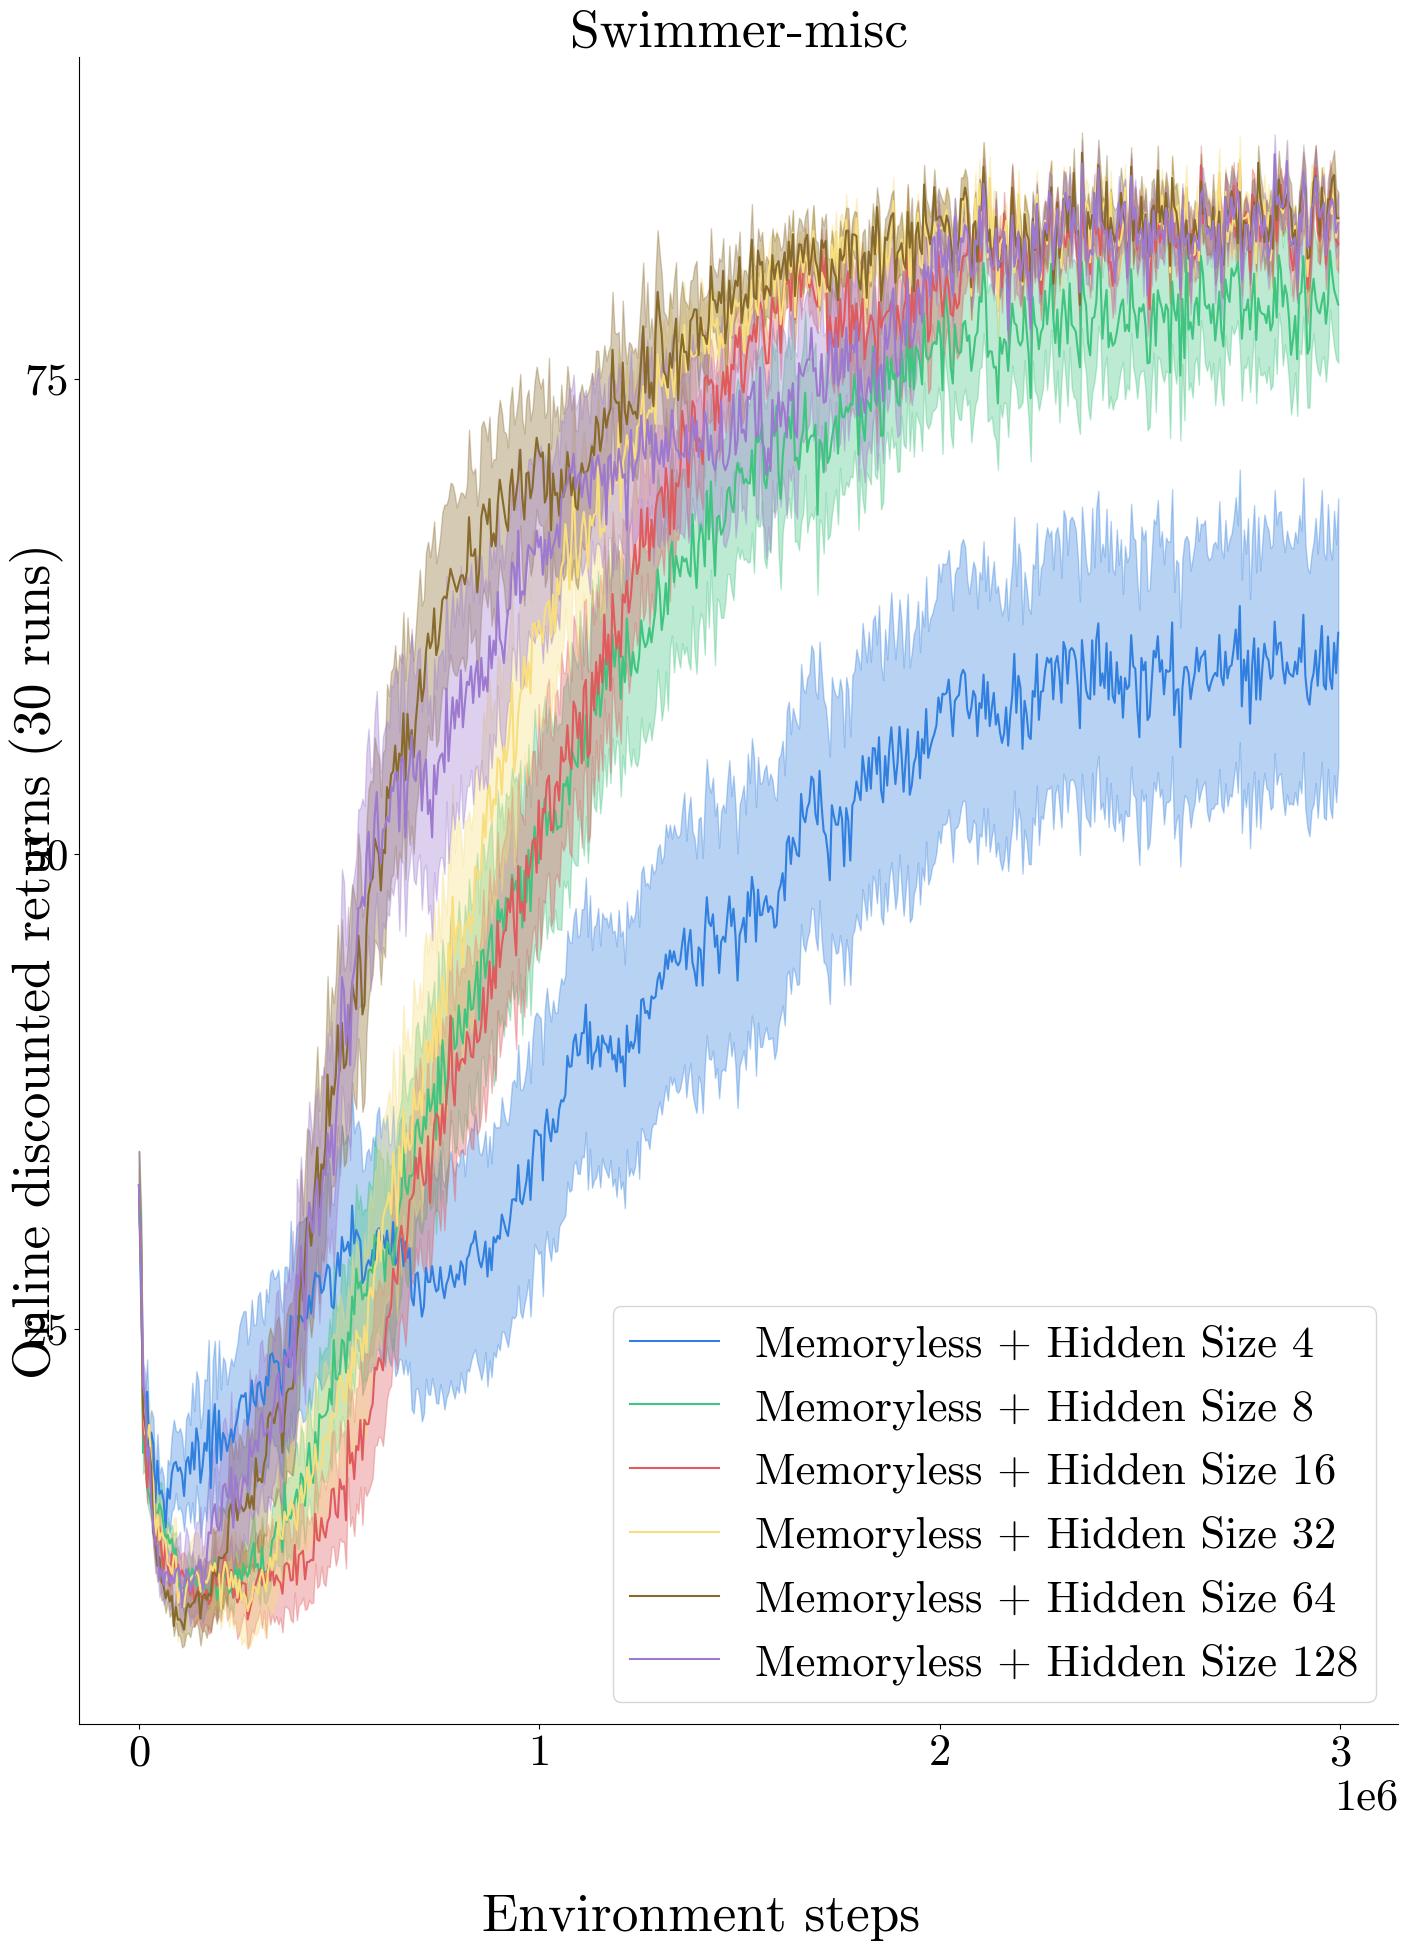 Swimmer-misc
Online discounted returns (30 runs)
75
50
25
Memoryless + Hidden Size 4
Memoryless + Hidden Size 8
Memoryless + Hidden Size 16
Memoryless + Hidden Size 32
Memoryless + Hidden Size 64
Memoryless + Hidden Size 128
0 1 2 3
1e6
Environment steps